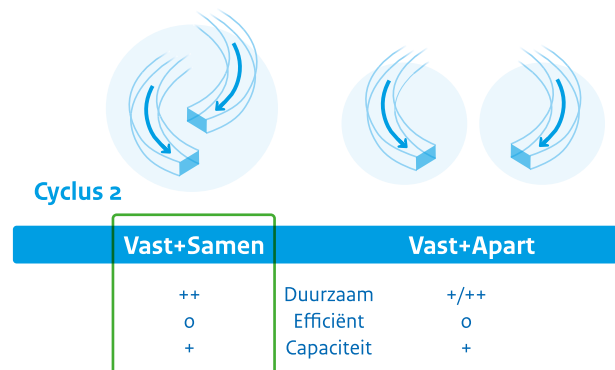 Cyclus 2
Vast+Samen Vast+Apart
++ Duurzaam +/++
o Efficiënt o
+ Capaciteit +